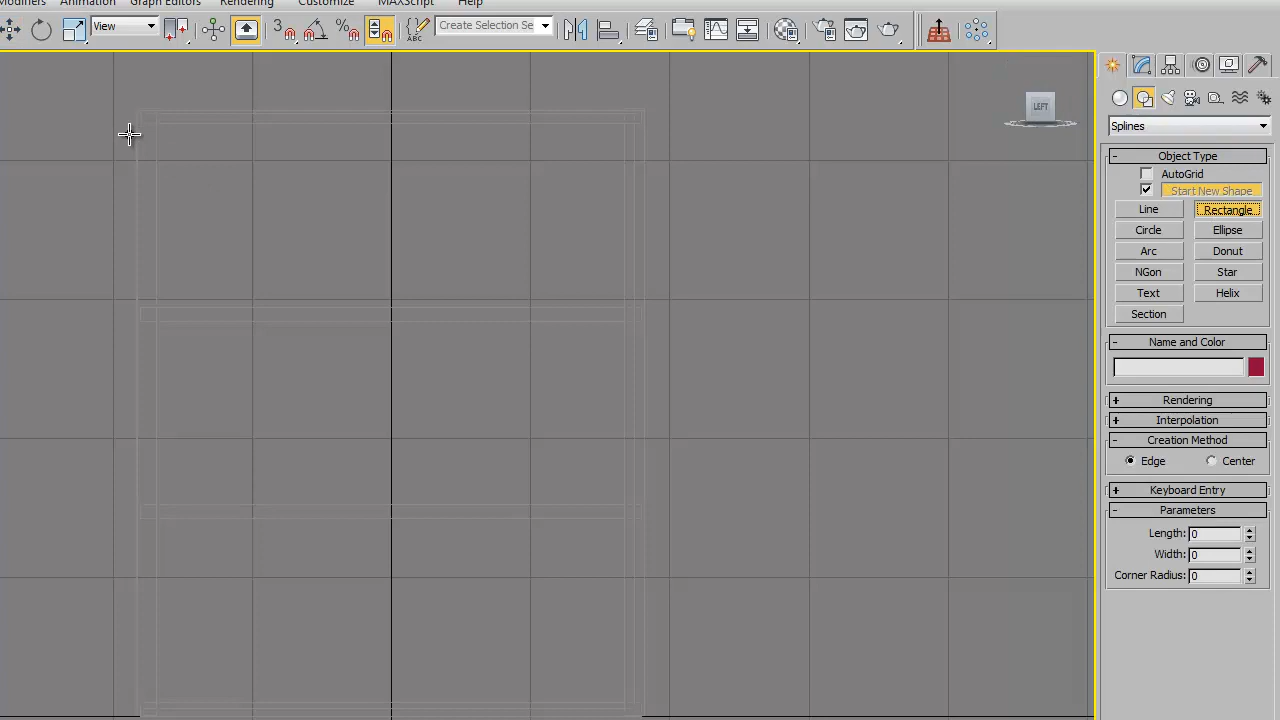 Modifiers Animation Graph Editors Rendering Customize MAXScript Help
View
3
%
ABC
Create Selection Se
LEFT
Splines
- Object Type
AutoGrid
Start New Shape
Line Rectangle
Circle Ellipse
Arc Donut
NGon Star
Text Helix
Section
- Name and Color
+ Rendering
+ Interpolation
- Creation Method
Edge Center
+ Keyboard Entry
- Parameters
Length: 0
Width: 0
Corner Radius: 0